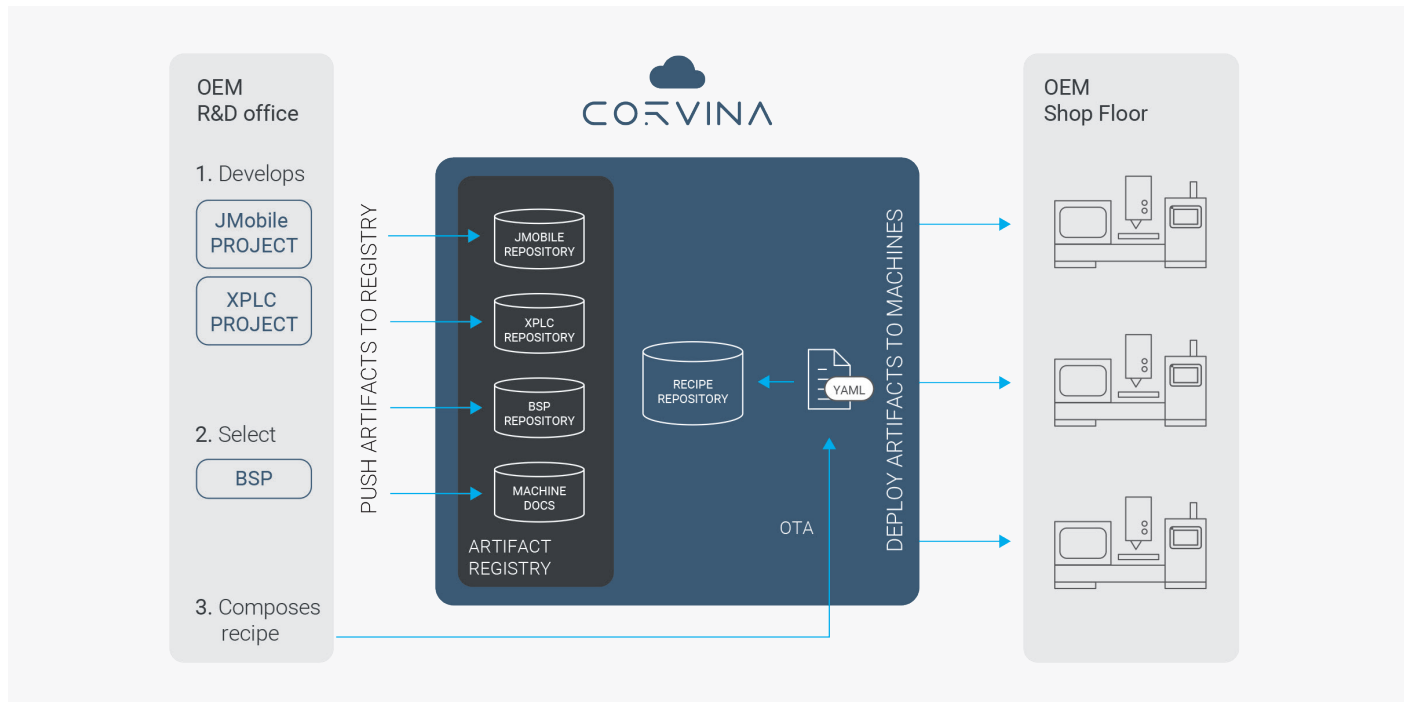 OEM
R&D office
1. Develops
JMobile
PROJECT
XPLC
PROJECT
2. Select
BSP
3. Composes
recipe
PUSH ARTIFACTS TO REGISTRY
CORVINA
JMOBILE
REPOSITORY
XPLC
REPOSITORY
BSP
REPOSITORY
MACHINE
DOCS
ARTIFACT
REGISTRY
RECIPE
REPOSITORY
YAML
OTA
DEPLOY ARTIFACTS TO MACHINES
OEM
Shop Floor